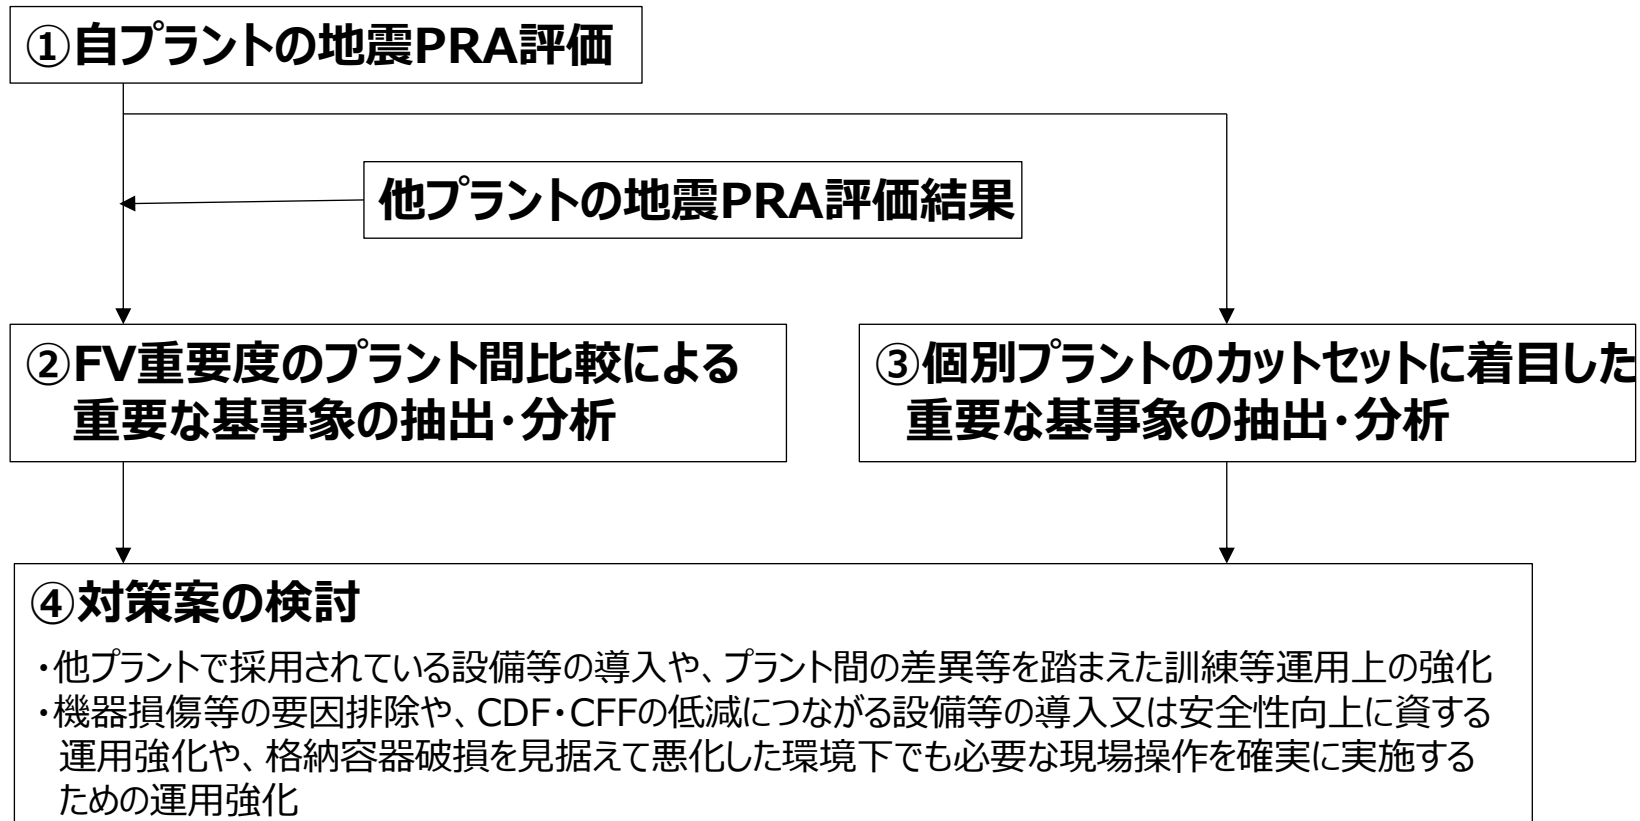 ①自プラントの地震PRA評価
他プラントの地震PRA評価結果
②FV重要度のプラント間比較による
重要な基事象の抽出・分析
③個別プラントのカットセットに着目した
重要な基事象の抽出・分析
④対策案の検討
・他プラントで採用されている設備等の導入や、プラント間の差異等を踏まえた訓練等運用上の強化
・機器損傷等の要因排除や、CDF・CFFの低減につながる設備等の導入又は安全性向上に資する
運用強化や、格納容器破損を見据えて悪化した環境下でも必要な現場操作を確実に実施する
ための運用強化